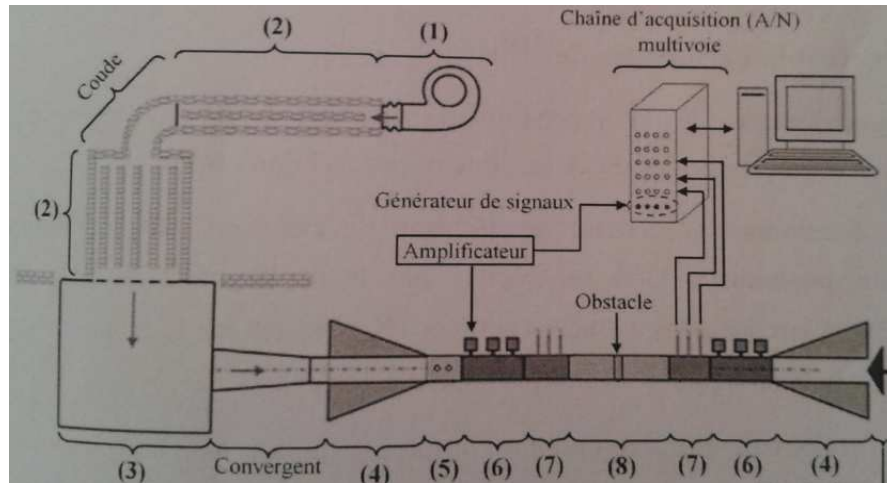 Chaîne d'acquisition (A/N)
multivoie
(2)
(1)
Coude
(2)
Générateur de signaux
Amplificateur
Obstacle
(3)
Convergent
(4)
(5)
(6)
(7)
(8)
(7)
(6)
(4)